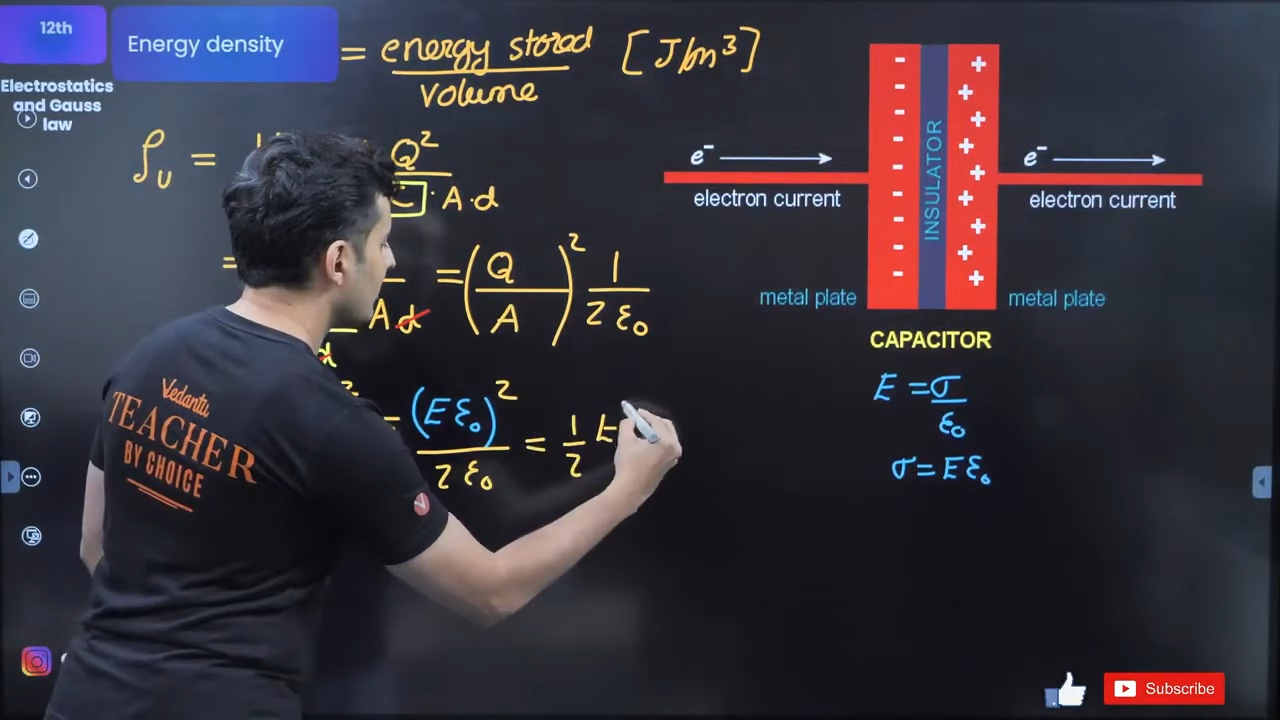 12th
Energy density
= energy stored / volume [J/m³]
Electrostatics
and Gauss
law
ρ_U = Q² / C · A · d
= A d = (Q / A)² 1 / 2 ε₀
(E ε₀)² / 2 ε₀ = 1/2 E
e⁻
electron current
INSULATOR
e⁻
electron current
metal plate
metal plate
CAPACITOR
E = σ / ε₀
σ = E ε₀
Vedantu
TEACHER
BY CHOICE
V
Subscribe